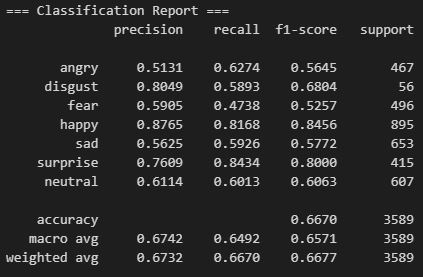 === Classification Report ===
precision recall f1-score support
angry 0.5131 0.6274 0.5645 467
disgust 0.8049 0.5893 0.6804 56
fear 0.5905 0.4738 0.5257 496
happy 0.8765 0.8168 0.8456 895
sad 0.5625 0.5926 0.5772 653
surprise 0.7609 0.8434 0.8000 415
neutral 0.6114 0.6013 0.6063 607
accuracy 0.6670 3589
macro avg 0.6742 0.6492 0.6571 3589
weighted avg 0.6732 0.6670 0.6677 3589